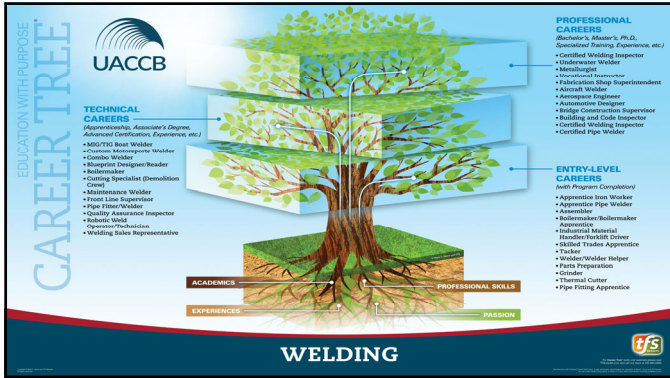 EDUCATION WITH PURPOSE
CAREER TREE
UACCB
TECHNICAL
CAREERS
(Apprenticeship, Associate's Degree,
Advanced Certification, Experience, etc.)
• MIG/TIG Boat Welder
• Custom Motorsports Welder
• Combo Welder
• Blueprint Designer/Reader
• Boilermaker
• Cutting Specialist (Demolition
Crew)
• Maintenance Welder
• Front Line Supervisor
• Pipe Fitter/Welder
• Quality Assurance Inspector
• Robotic Weld
Operator/Technician
• Welding Sales Representative
PROFESSIONAL
CAREERS
(Bachelor's, Master's, Ph.D.,
Specialized Training, Experience, etc.)
• Certified Welding Inspector
• Underwater Welder
• Metallurgist
• Vocational Instructor
• Fabrication Shop Superintendent
• Aircraft Welder
• Aerospace Engineer
• Automotive Designer
• Bridge Construction Supervisor
• Building and Code Inspector
• Certified Welding Inspector
• Certified Pipe Welder
ENTRY-LEVEL
CAREERS
(with Program Completion)
• Apprentice Iron Worker
• Apprentice Pipe Welder
• Assembler
• Boilermaker/Boilermaker
Apprentice
• Industrial Material
Handler/Forklift Driver
• Skilled Trades Apprentice
• Tacker
• Welder/Welder Helper
• Parts Preparation
• Grinder
• Thermal Cutter
• Pipe Fitting Apprentice
ACADEMICS
PROFESSIONAL SKILLS
EXPERIENCES
PASSION
WELDING
tfs